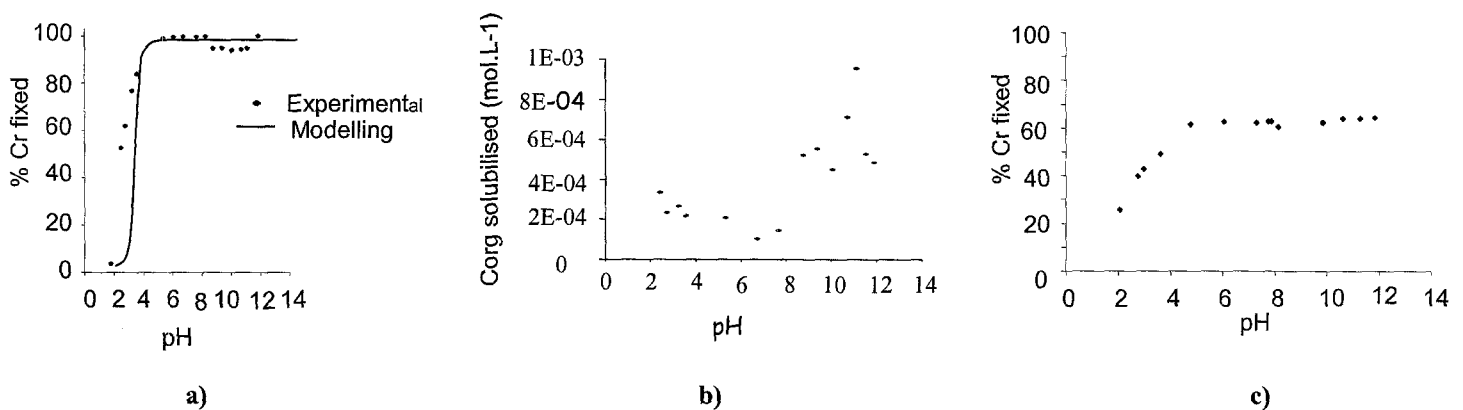 % Cr fixed
100
80
60
40
20
0
0 2 4 6 8 10 12 14
pH
Experimental
Modelling
a)
Corg solubilised (mol.L-1)
1E-03
8E-04
6E-04
4E-04
2E-04
0
0 2 4 6 8 10 12 14
pH
b)
% Cr fixed
100
80
60
40
20
0
0 2 4 6 8 10 12 14
pH
c)